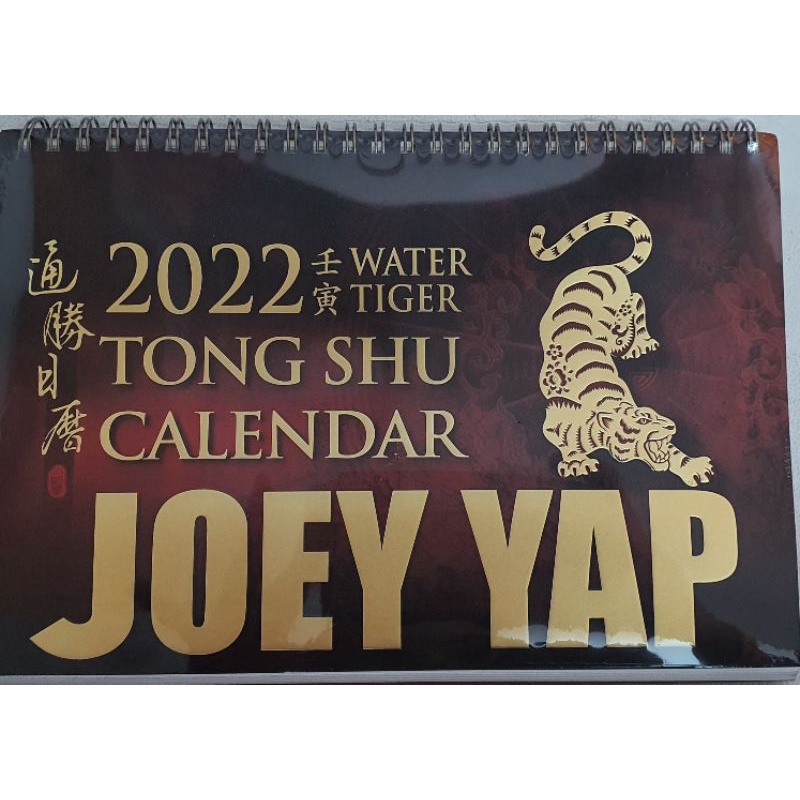 通勝日曆
2022 壬寅 WATER TIGER
TONG SHU
CALENDAR
JOEY YAP